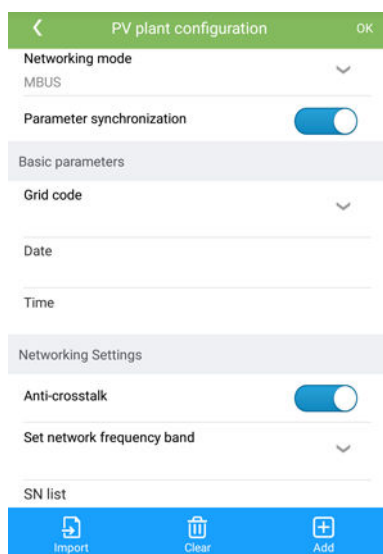 PV plant configuration OK
Networking mode
MBUS
Parameter synchronization
Basic parameters
Grid code
Date
Time
Networking Settings
Anti-crosstalk
Set network frequency band
SN list
Import Clear Add